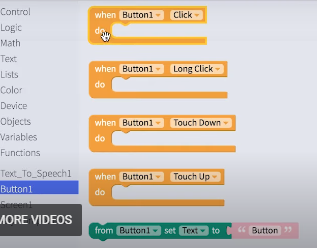 Control
Logic
Math
Text
Lists
Color
Device
Objects
Variables
Functions
Text_To_Speech1
Button1
Screen1
MORE VIDEOS
when Button1 Click
do
when Button1 Long Click
do
when Button1 Touch Down
do
when Button1 Touch Up
do
from Button1 set Text to “ Button ”